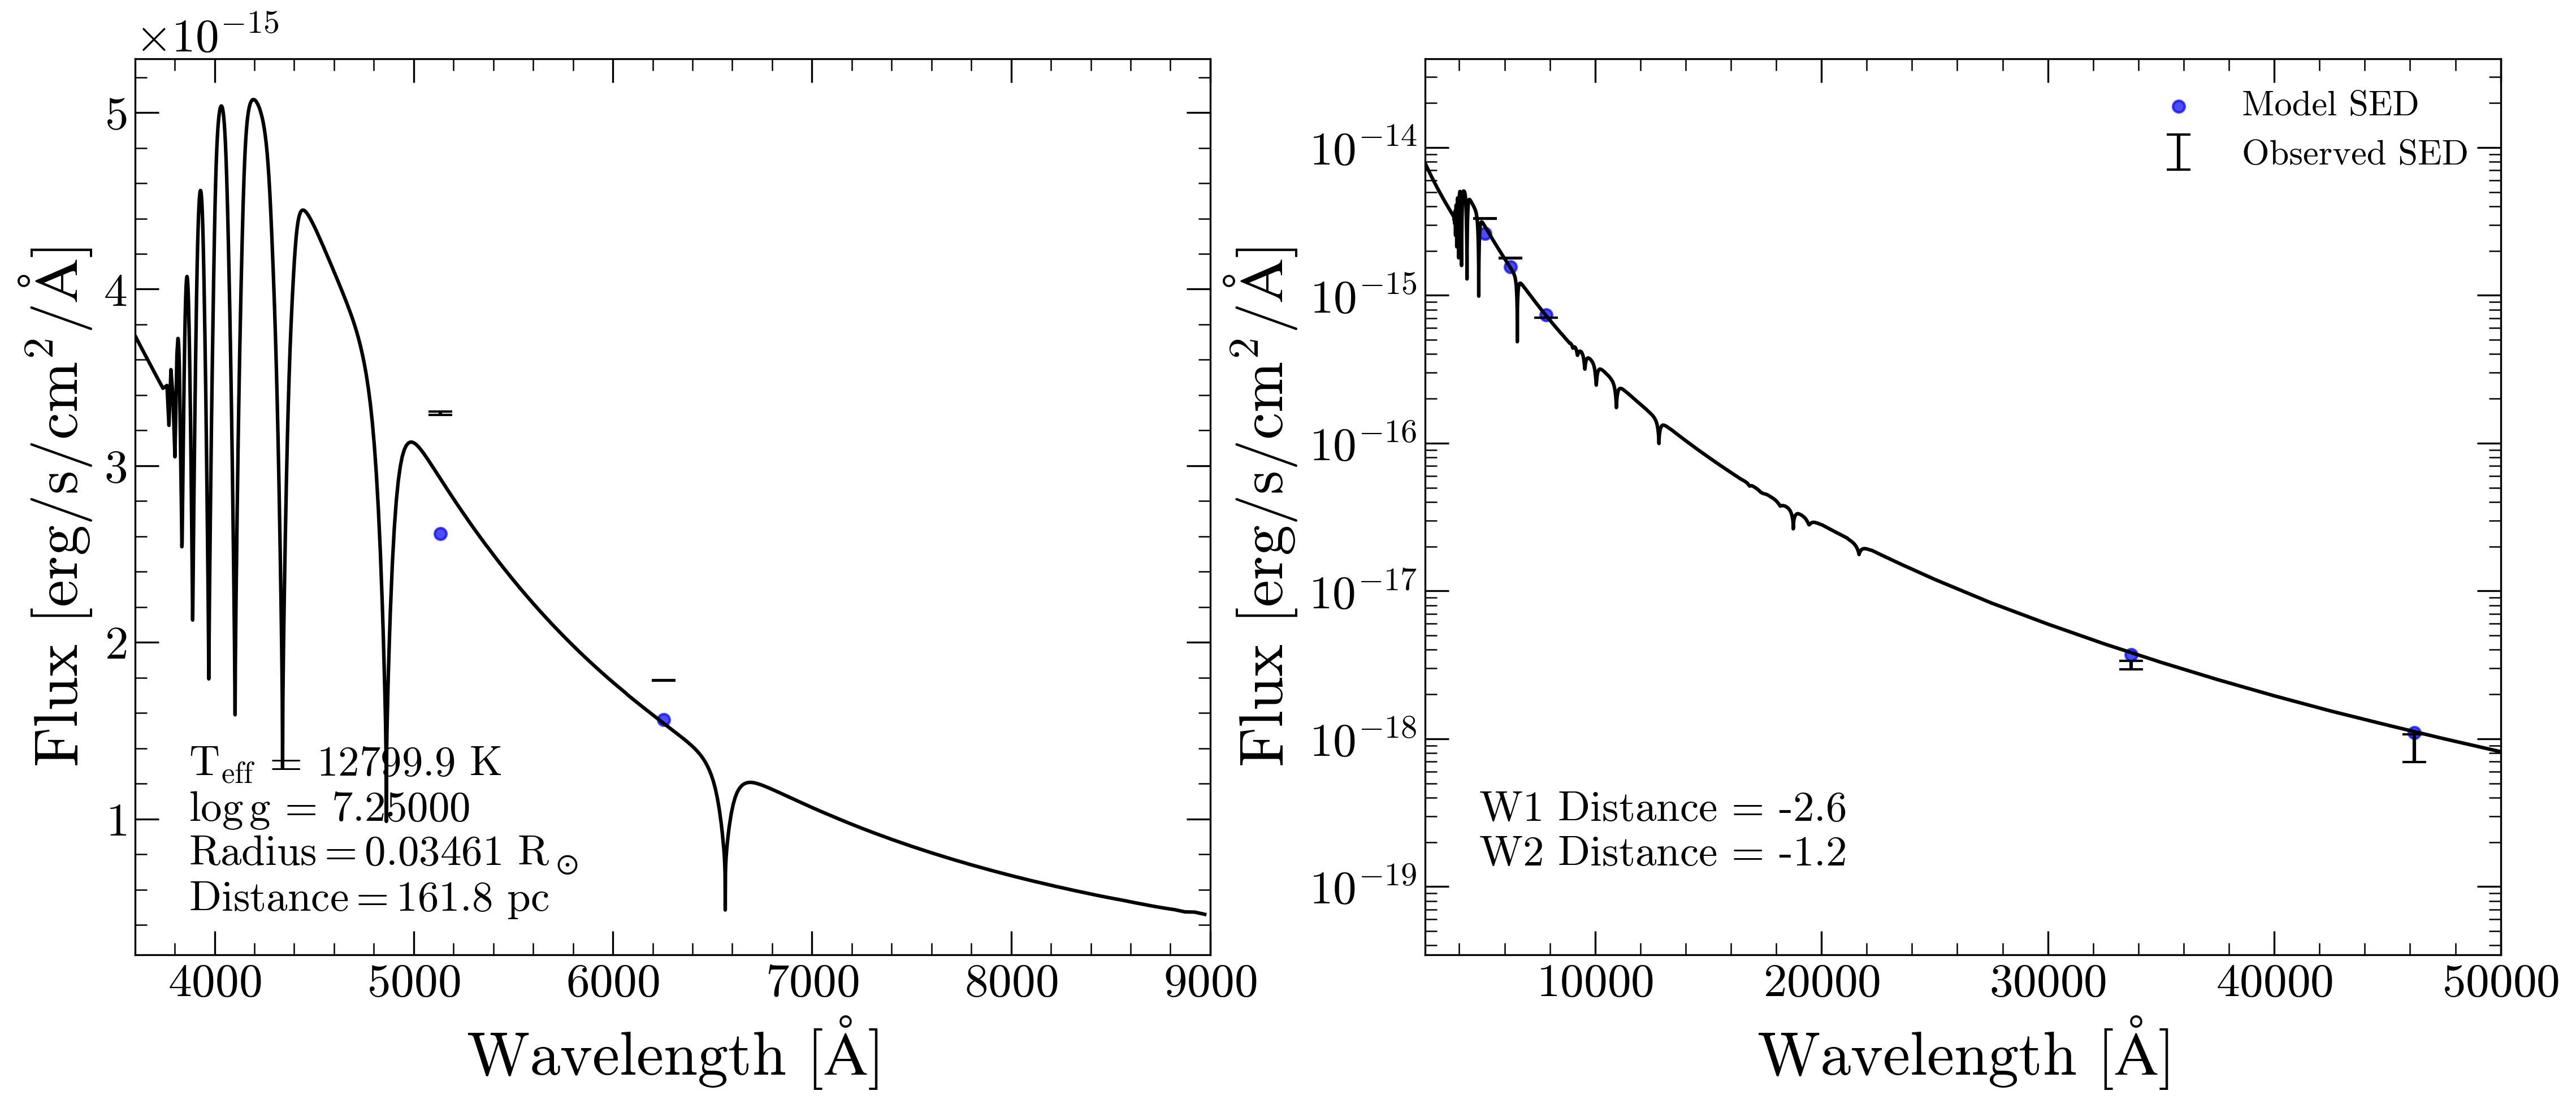 ×10⁻¹⁵
5
4
3
2
1
Flux [erg/s/cm²/Å]
T_eff = 12799.9 K
log g = 7.25000
Radius = 0.03461 R_⊙
Distance = 161.8 pc
4000 5000 6000 7000 8000 9000
Wavelength [Å]
10⁻¹⁴
10⁻¹⁵
10⁻¹⁶
10⁻¹⁷
10⁻¹⁸
10⁻¹⁹
Flux [erg/s/cm²/Å]
Model SED
Observed SED
W1 Distance = -2.6
W2 Distance = -1.2
10000 20000 30000 40000 50000
Wavelength [Å]